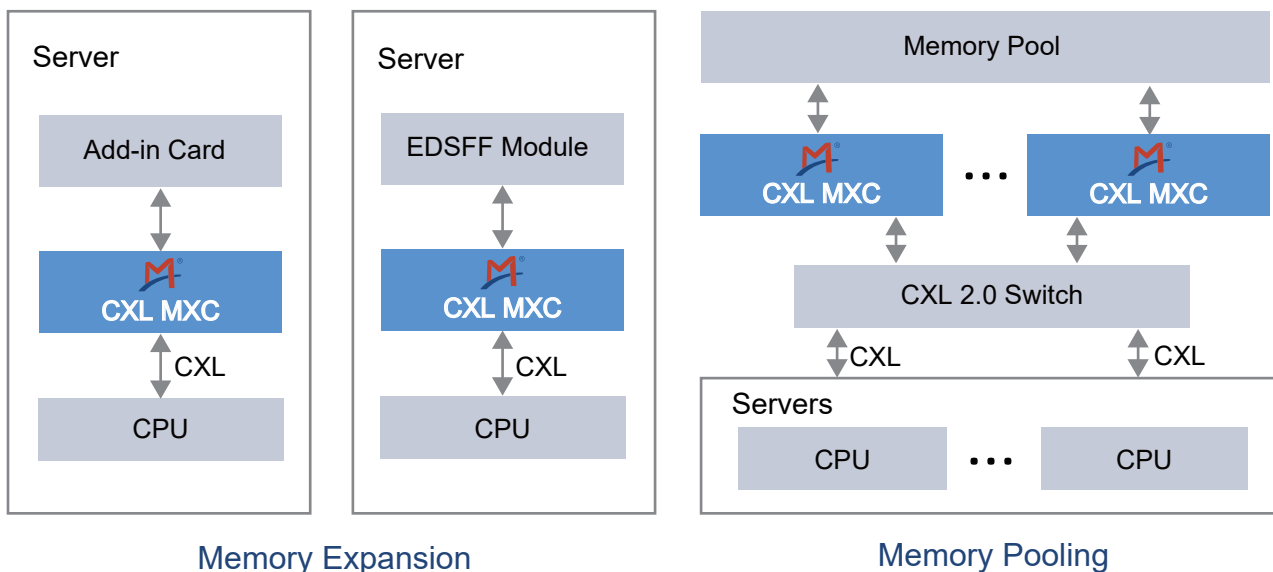 Server
Add-in Card
M®
CXL MXC
CXL
CPU
Server
EDSFF Module
M®
CXL MXC
CXL
CPU
Memory Expansion
Memory Pool
M®
CXL MXC
...
M®
CXL MXC
CXL 2.0 Switch
CXL
CXL
Servers
CPU
...
CPU
Memory Pooling